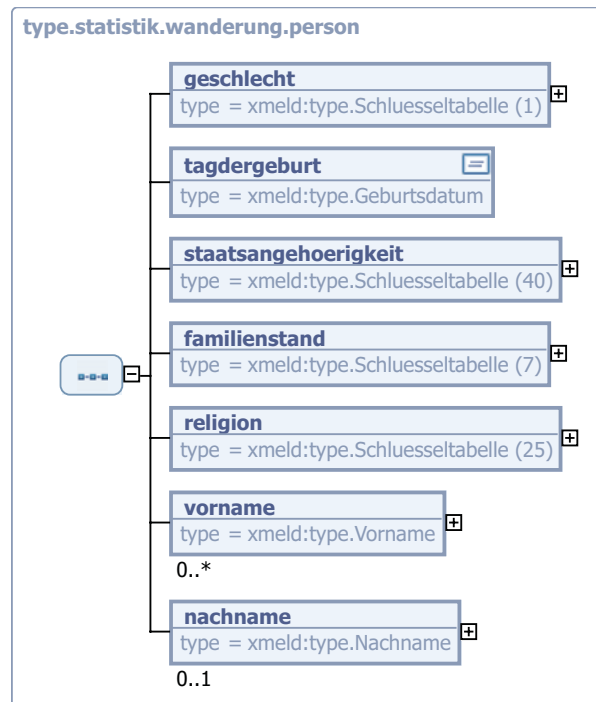 type.statistik.wanderung.person
geschlecht
type = xmeld:type.Schluesseltabelle (1)
tagdergeburt
type = xmeld:type.Geburtsdatum
staatsangehoerigkeit
type = xmeld:type.Schluesseltabelle (40)
familienstand
type = xmeld:type.Schluesseltabelle (7)
religion
type = xmeld:type.Schluesseltabelle (25)
vorname
type = xmeld:type.Vorname
0..*
nachname
type = xmeld:type.Nachname
0..1